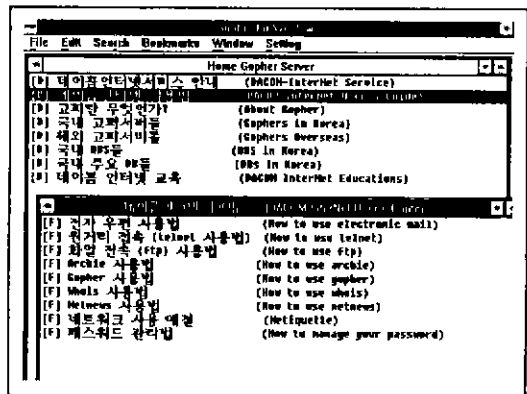 File Edit Search Bookmarks Window Setting
Home Gopher Server
[D] 데이콤인터넷서비스 안내 (DACOM-InterNet Service)
[D] 고퍼란 무엇인가? (About Gopher)
[D] 국내 고퍼서버들 (Gophers in Korea)
[D] 해외 고퍼서버들 (Gophers Overseas)
[D] 국내 BBS들 (BBS in Korea)
[D] 국내 주요 DB들 (DBs in Korea)
[D] 데이콤 인터넷 교육 (DACOM InterNet Educations)
[F] 전자 우편 사용법 (How to use electronic mail)
[F] 원거리 접속 (telnet 사용법) (How to use telnet)
[F] 화일 전송 (ftp) 사용법 (How to use ftp)
[F] Archie 사용법 (How to use archie)
[F] Gopher 사용법 (How to use gopher)
[F] Whois 사용법 (How to use whois)
[F] Netnews 사용법 (How to use netnews)
[F] 네트워크 사용 예절 (Netiquette)
[F] 패스워드 관리법 (How to manage your password)